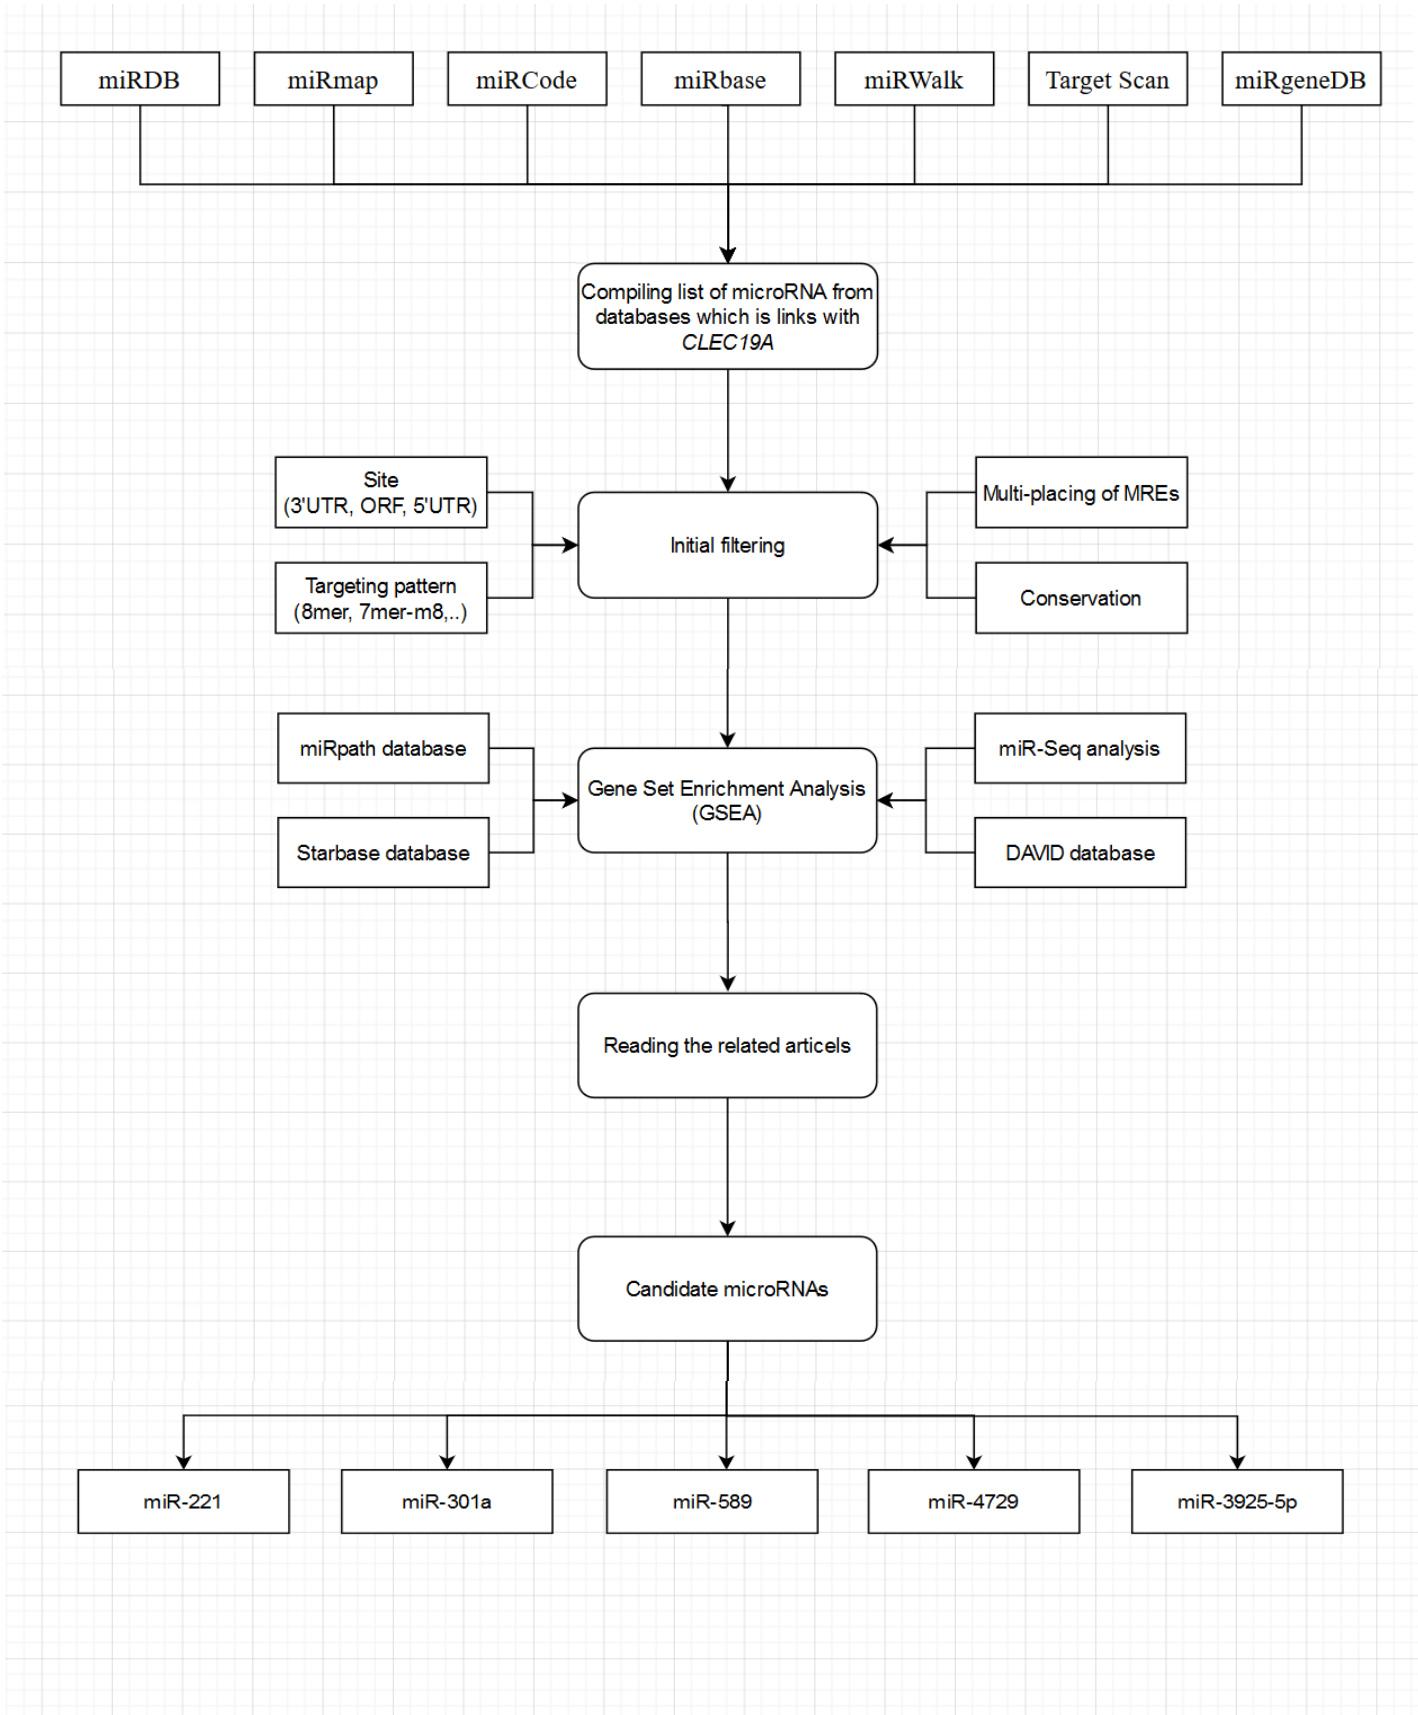 miRDB
miRmap
miRCode
miRbase
miRWalk
Target Scan
miRgeneDB
Compiling list of microRNA from
databases which is links with
CLEC19A
Site
(3'UTR, ORF, 5'UTR)
Targeting pattern
(8mer, 7mer-m8,..)
Initial filtering
Multi-placing of MREs
Conservation
miRpath database
Starbase database
Gene Set Enrichment Analysis
(GSEA)
miR-Seq analysis
DAVID database
Reading the related articels
Candidate microRNAs
miR-221
miR-301a
miR-589
miR-4729
miR-3925-5p